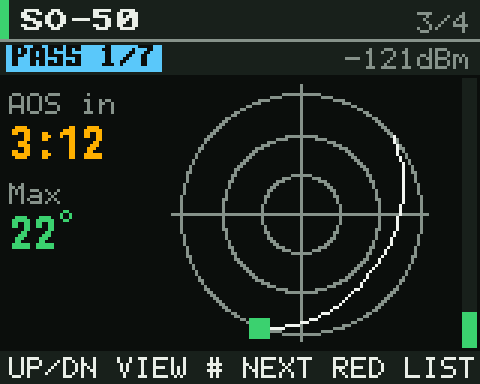 SO-50 3/4
PASS 1/7 -121dBm
AOS in
3:12
Max
22°
UP/DN VIEW # NEXT RED LIST